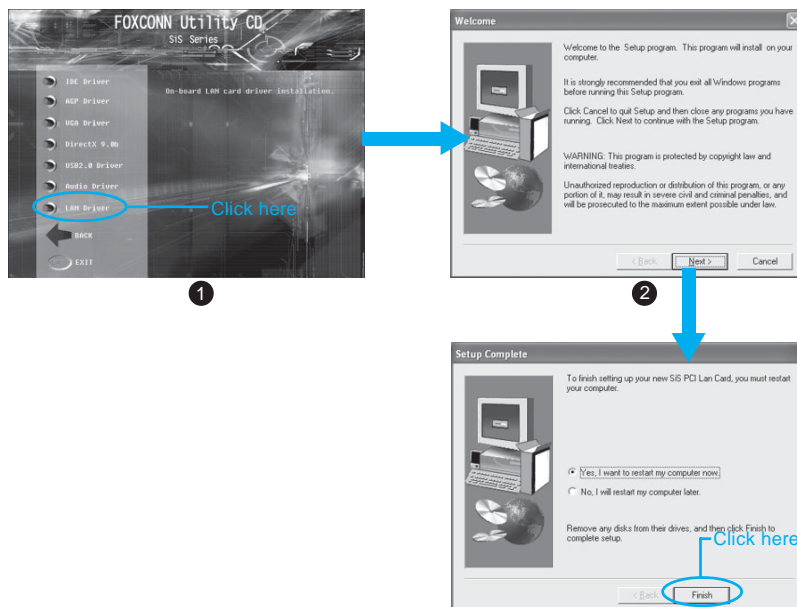 FOXCONN Utility CD
SiS Series
IDE Driver
AGP Driver
VGA Driver
DirectX 9.0b
USB2.0 Driver
Audio Driver
LAN Driver
BACK
EXIT
On-board LAN card driver installation.
Click here
1
Welcome
Welcome to the Setup program. This program will install on your
computer.
It is strongly recommended that you exit all Windows programs
before running this Setup program.
Click Cancel to quit Setup and then close any programs you have
running. Click Next to continue with the Setup program.
WARNING: This program is protected by copyright law and
international treaties.
Unauthorized reproduction or distribution of this program, or any
portion of it, may result in severe civil and criminal penalties, and
will be prosecuted to the maximum extent possible under law.
< Back
Next >
Cancel
2
Setup Complete
To finish setting up your new SiS PCI Lan Card, you must restart
your computer.
Yes, I want to restart my computer now.
No, I will restart my computer later.
Remove any disks from their drives, and then click Finish to
complete setup.
Click here
< Back
Finish